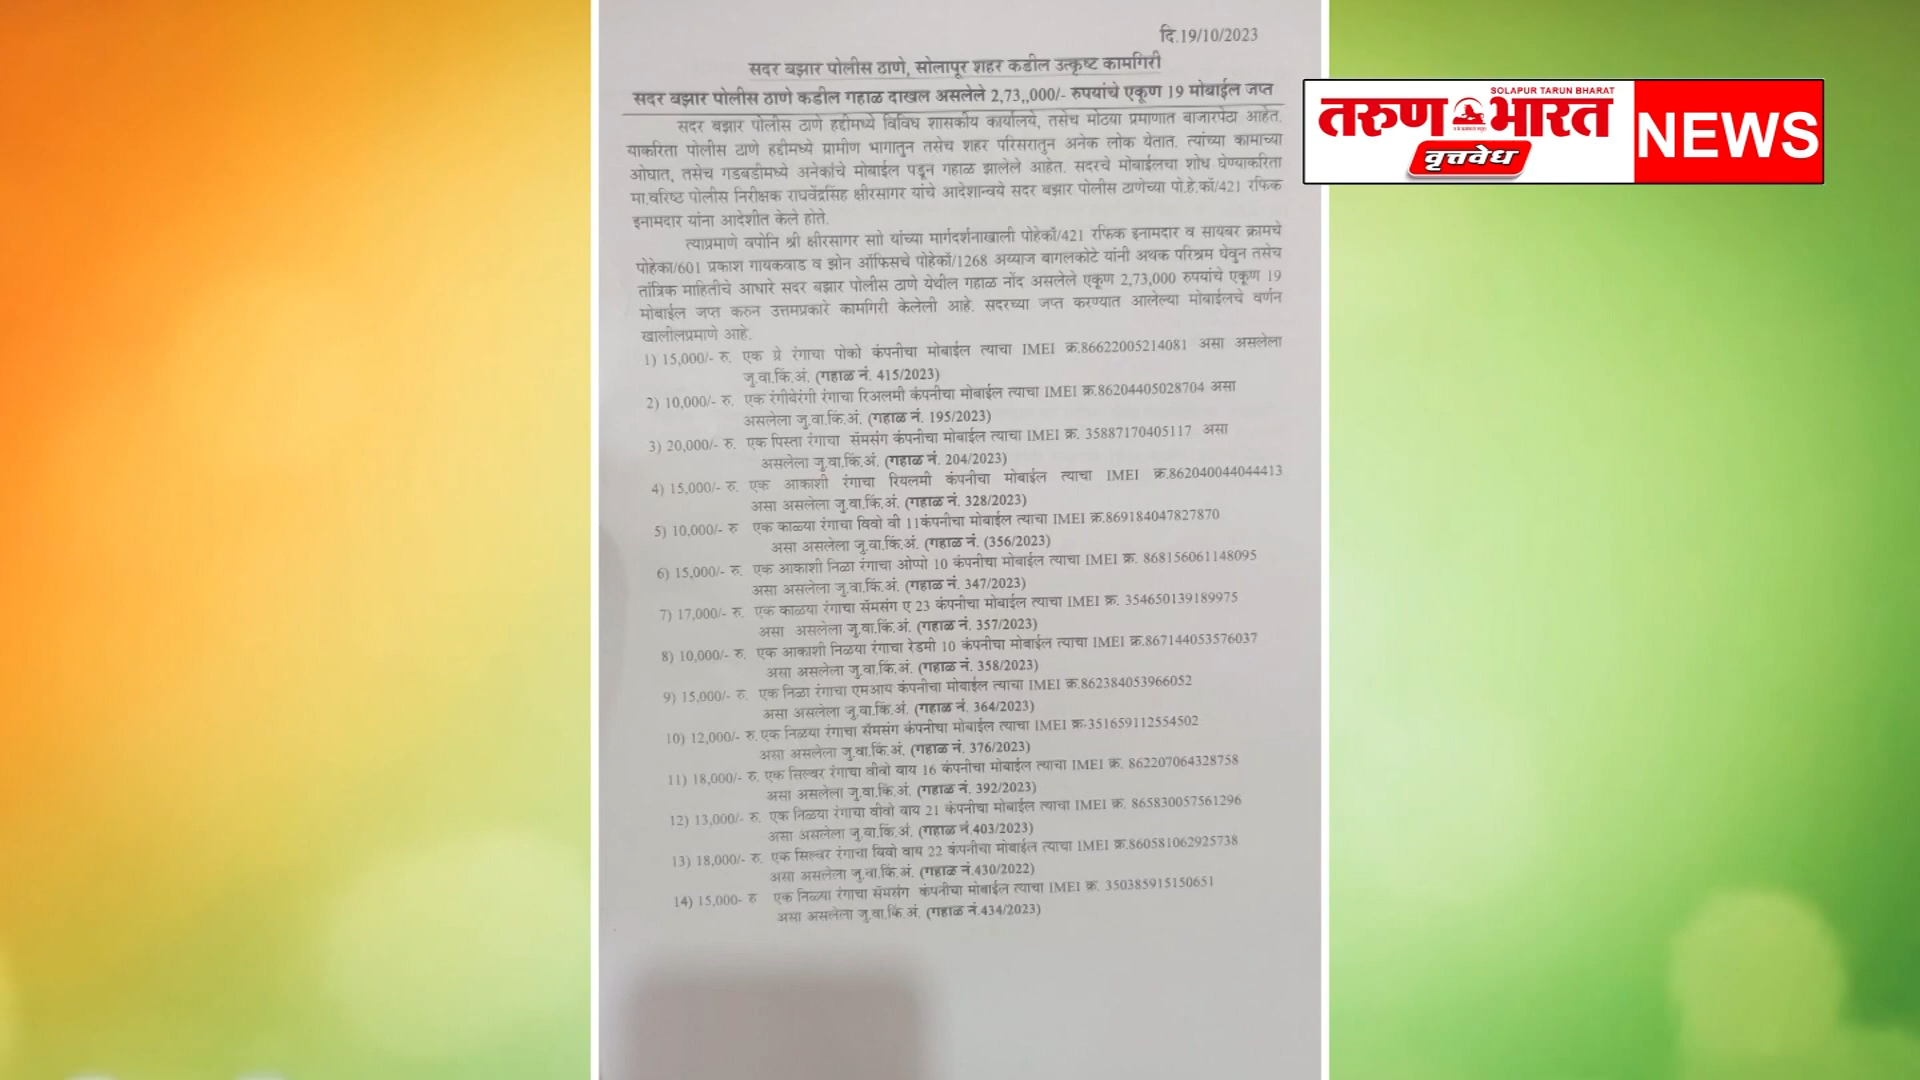 दि.19/10/2023
सदर बझार पोलीस ठाणे, सोलापूर शहर कडील उत्कृष्ट कामगिरी
सदर बझार पोलीस ठाणे कडील गहाळ दाखल असलेले 2,73,,000/- रुपयांचे एकूण 19 मोबाईल जप्त
सदर बझार पोलीस ठाणे हद्दीमध्ये विविध शासकीय कार्यालये, तसेच मोठया प्रमाणात बाजारपेठा आहेत.
याकरिता पोलीस ठाणे हद्दीमध्ये ग्रामीण भागातुन तसेच शहर परिसरातुन अनेक लोक येतात. त्यांच्या कामाच्या
ओघात, तसेच गडबडीमध्ये अनेकांचे मोबाईल पडून गहाळ झालेले आहेत. सदरचे मोबाईलचा शोध घेण्याकरिता
मा.वरिष्ट पोलीस निरीक्षक राघवेंद्रसिंह क्षीरसागर यांचे आदेशान्वये सदर बझार पोलीस ठाणेच्या पो.हे.कॉ/421 रफिक
इनामदार यांना आदेशीत केले होते.
त्याप्रमाणे वपोनि श्री क्षीरसागर साो यांच्या मार्गदर्शनाखाली पोहेकॉ/421 रफिक इनामदार व सायबर क्रामचे
पोहेका/601 प्रकाश गायकवाड व झोन ऑफिसचे पोहेकॉ/1268 अय्याज बागलकोटे यांनी अथक परिश्रम घेवुन तसेच
तांत्रिक माहितीचे आधारे सदर बझार पोलीस ठाणे येथील गहाळ नोंद असलेले एकूण 2,73,000 रुपयांचे एकूण 19
मोबाईल जप्त करुन उत्तमप्रकारे कामगिरी केलेली आहे. सदरच्या जप्त करण्यात आलेल्या मोबाईलचे वर्णन
खालीलप्रमाणे आहे.
1) 15,000/- रु. एक ग्रे रंगाचा पोको कंपनीचा मोबाईल त्याचा IMEI क्र.86622005214081 असा असलेला
जु.वा.किं.अं. (गहाळ नं. 415/2023)
2) 10,000/- रु. एक रंगीबेरंगी रंगाचा रिअलमी कंपनीचा मोबाईल त्याचा IMEI क्र.86204405028704 असा
असलेला जु.वा.किं.अं. (गहाळ नं. 195/2023)
3) 20,000/- रु. एक पिस्ता रंगाचा सॅमसंग कंपनीचा मोबाईल त्याचा IMEI क्र. 35887170405117 असा
असलेला जु.वा.किं.अं. (गहाळ नं. 204/2023)
4) 15,000/- रु. एक आकाशी रंगाचा रियलमी कंपनीचा मोबाईल त्याचा IMEI क्र.862040044044413
असा असलेला जु.वा.किं.अं. (गहाळ नं. 328/2023)
5) 10,000/- रु एक काळ्या रंगाचा विवो वी 11कंपनीचा मोबाईल त्याचा IMEI क्र.869184047827870
असा असलेला जु.वा.किं.अं. (गहाळ नं. (356/2023)
6) 15,000/- रु. एक आकाशी निळा रंगाचा ओप्पो 10 कंपनीचा मोबाईल त्याचा IMEI क्र. 868156061148095
असा असलेला जु.वा.किं.अं. (गहाळ नं. 347/2023)
7) 17,000/- रु. एक काळया रंगाचा सॅमसंग ए 23 कंपनीचा मोबाईल त्याचा IMEI क्र. 354650139189975
असा असलेला जु.वा.किं.अं. (गहाळ नं. 357/2023)
8) 10,000/- रु. एक आकाशी निळया रंगाचा रेडमी 10 कंपनीचा मोबाईल त्याचा IMEI क्र.867144053576037
असा असलेला जु.वा.किं.अं. (गहाळ नं. 358/2023)
9) 15,000/- रु. एक निळा रंगाचा एमआय कंपनीचा मोबाईल त्याचा IMEI क्र.862384053966052
असा असलेला जु.वा.किं.अं. (गहाळ नं. 364/2023)
10) 12,000/- रु. एक निळया रंगाचा सॅमसंग कंपनीचा मोबाईल त्याचा IMEI क्र-351659112554502
असा असलेला जु.वा.किं.अं. (गहाळ नं. 376/2023)
11) 18,000/- रु. एक सिल्वर रंगाचा वीवो वाय 16 कंपनीचा मोबाईल त्याचा IMEI क्र. 862207064328758
असा असलेला जु.वा.किं.अं. (गहाळ नं. 392/2023)
12) 13,000/- रु. एक निळया रंगाचा वीवो वाय 21 कंपनीचा मोबाईल त्याचा IMEI क्र. 865830057561296
असा असलेला जु.वा.किं.अं. (गहाळ नं.403/2023)
13) 18,000/- रु. एक सिल्वर रंगाचा विवो वाय 22 कंपनीचा मोबाईल त्याचा IMEI क्र.860581062925738
असा असलेला जु.वा.किं.अं. (गहाळ नं.430/2022)
14) 15,000- रु एक निळ्या रंगाचा सॅमसंग कंपनीचा मोबाईल त्याचा IMEI क्र. 350385915150651
असा असलेला जु.वा.किं.अं. (गहाळ नं.434/2023)
SOLAPUR TARUN BHARAT
तरुण भारत
वृत्तवेध
NEWS